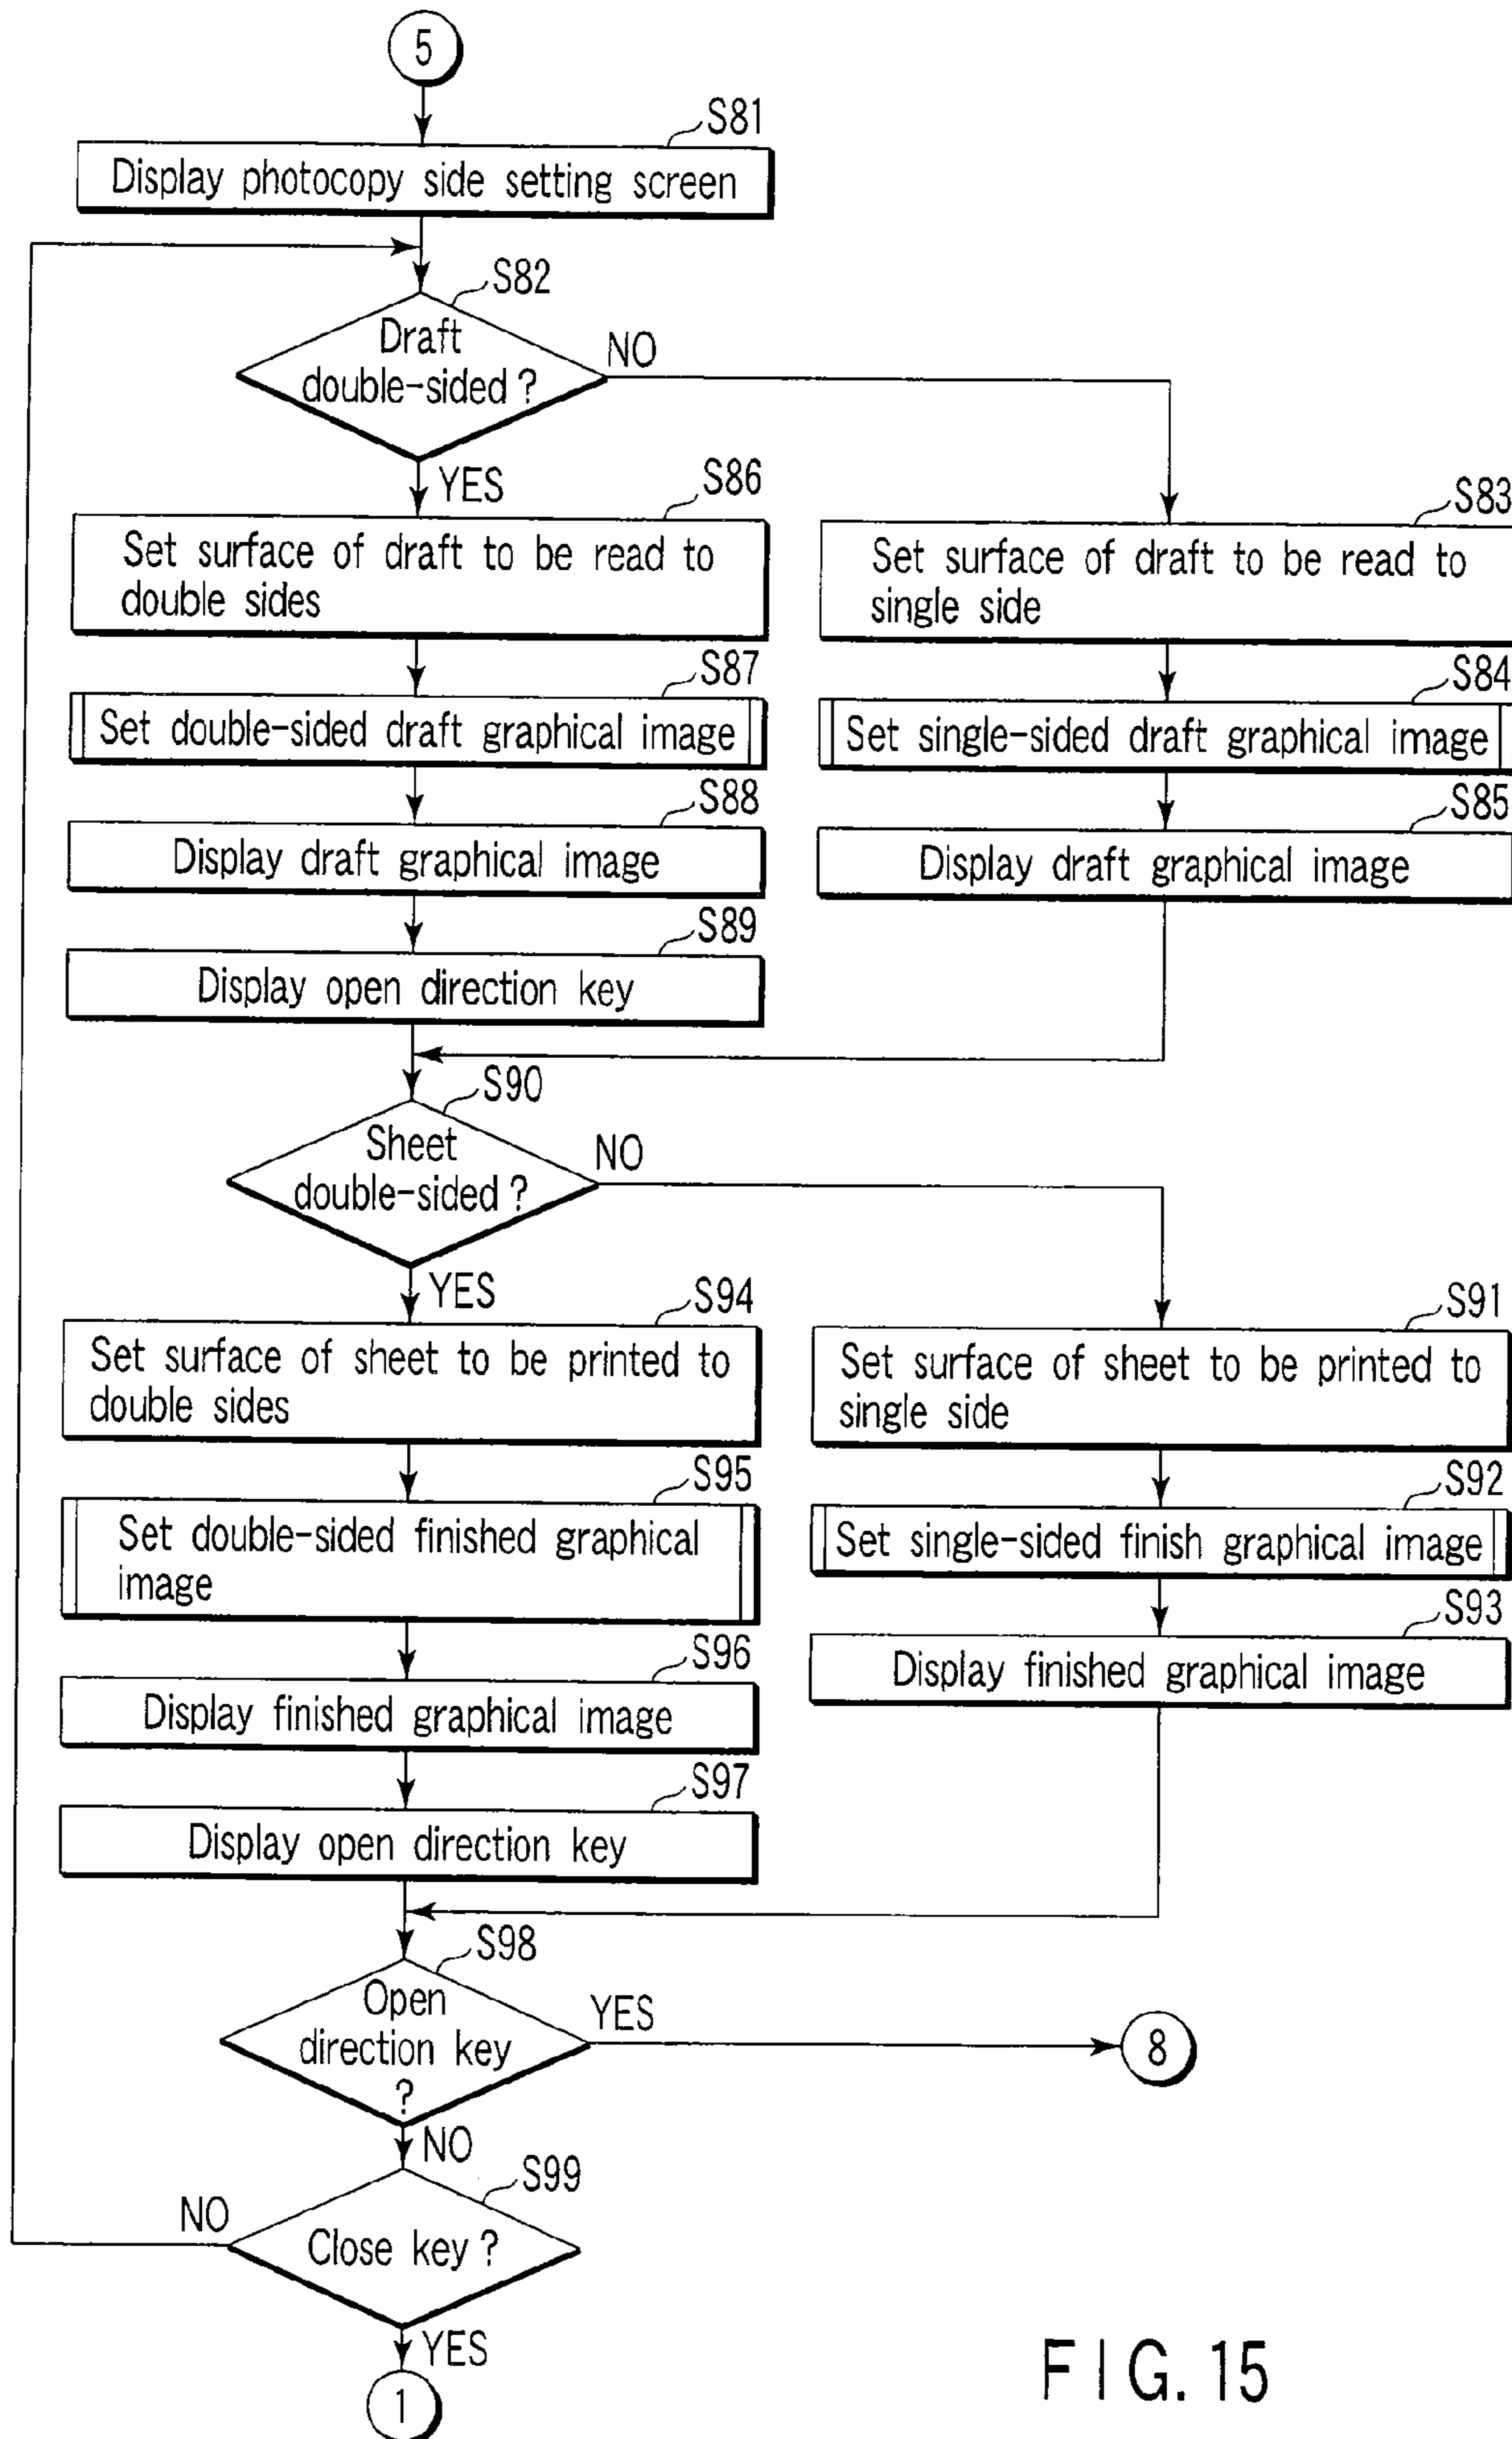 5
S81
Display photocopy side setting screen
S82
Draft
double-sided ?
NO
YES
S86
Set surface of draft to be read to
double sides
S83
Set surface of draft to be read to
single side
S87
Set double-sided draft graphical image
S84
Set single-sided draft graphical image
S88
Display draft graphical image
S85
Display draft graphical image
S89
Display open direction key
S90
Sheet
double-sided ?
NO
YES
S94
Set surface of sheet to be printed to
double sides
S91
Set surface of sheet to be printed to
single side
S95
Set double-sided finished graphical
image
S92
Set single-sided finish graphical image
S96
Display finished graphical image
S93
Display finished graphical image
S97
Display open direction key
S98
Open
direction key
?
YES
8
NO
S99
Close key ?
NO
YES
1
FIG. 15